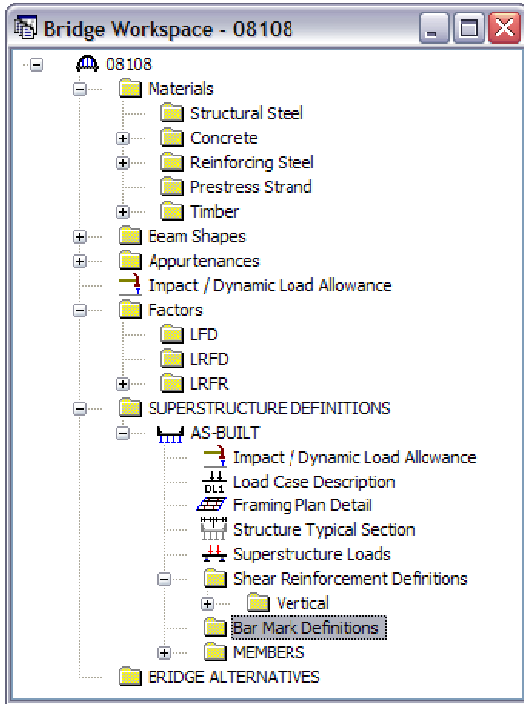 Bridge Workspace - 08108
08108
Materials
Structural Steel
Concrete
Reinforcing Steel
Prestress Strand
Timber
Beam Shapes
Appurtenances
Impact / Dynamic Load Allowance
Factors
LFD
LRFD
LRFR
SUPERSTRUCTURE DEFINITIONS
AS-BUILT
Impact / Dynamic Load Allowance
DL1 Load Case Description
Framing Plan Detail
Structure Typical Section
Superstructure Loads
Shear Reinforcement Definitions
Vertical
Bar Mark Definitions
MEMBERS
BRIDGE ALTERNATIVES